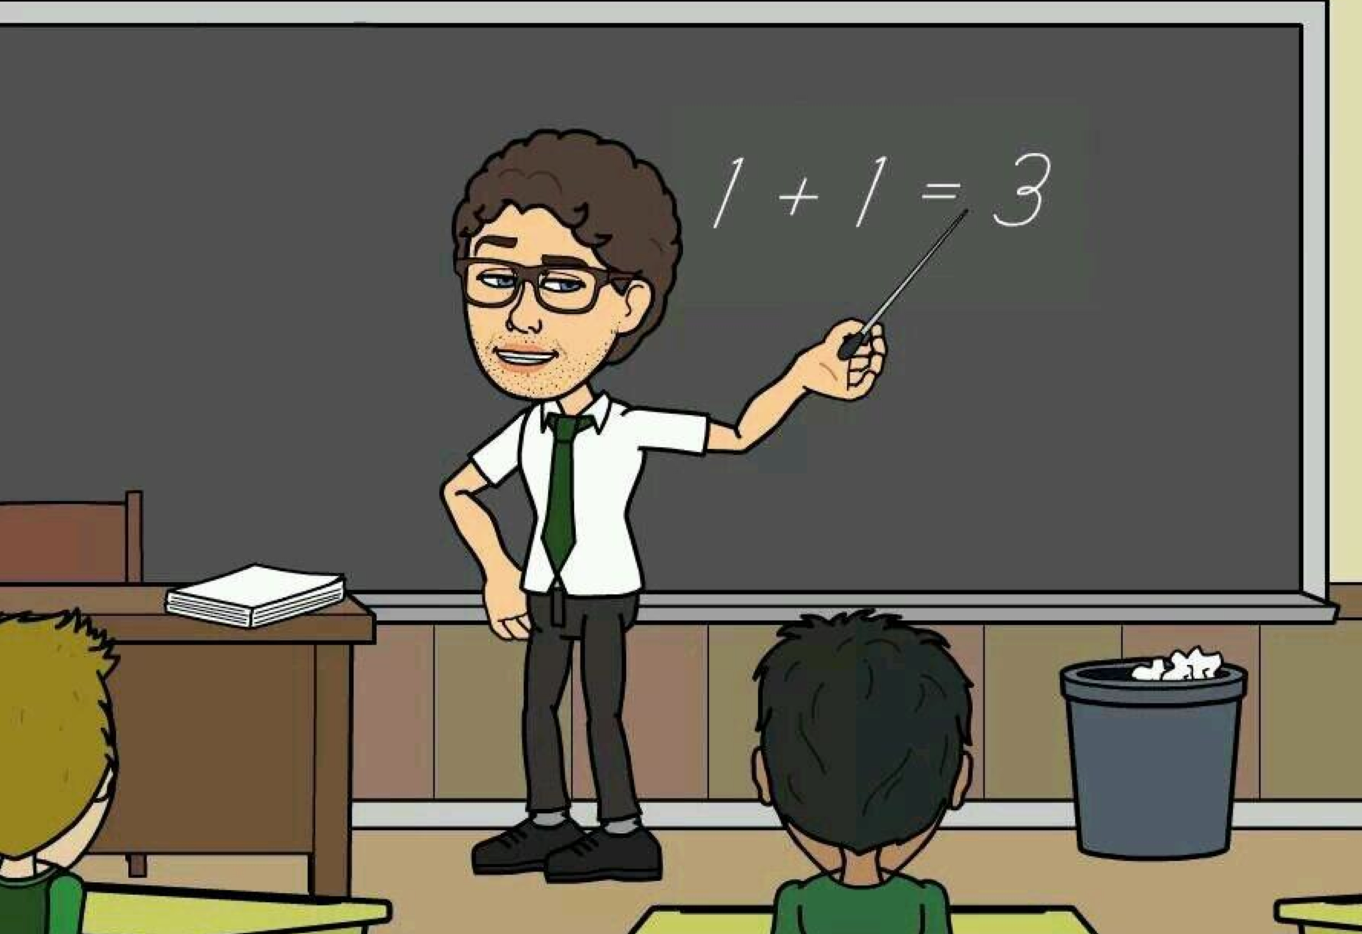 1 + 1 = 3